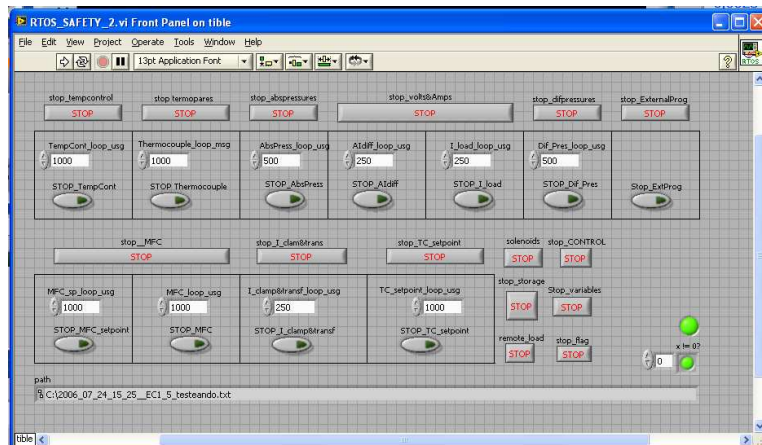 RTOS_SAFETY_2.vi Front Panel on tible
File Edit View Project Operate Tools Window Help
13pt Application Font
RTOS
stop_tempcontrol stop termopares stop_abspressures stop_volts&Amps stop_difpressures stop_ExternalProg
STOP STOP STOP STOP STOP STOP
TempCont_loop_usg Thermocouple_loop_msg AbsPress_loop_usg AIdiff_loop_usg I_load_loop_usg Dif_Pres_loop_usg
1000 1000 500 250 250 500
STOP_TempCont STOP Thermocouple STOP_AbsPress STOP_AIdiff STOP_I_load STOP_Dif_Pres Stop_ExtProg
stop__MFC stop_I_clam&trans stop_TC_setpoint solenoids stop_CONTROL
STOP STOP STOP STOP STOP
MFC_sp_loop_usg MFC_loop_usg I_clamp&transf_loop_usg TC_setpoint_loop_usg stop_storage Stop_variables
1000 1000 250 1000 STOP STOP
STOP_MFC_setpoint STOP_MFC STOP_I_clamp&transf STOP_TC_setpoint remote_load stop_flag x != 0?
STOP STOP 0
path
C:\2006_07_24_15_25__EC1_5_testeando.txt
tible